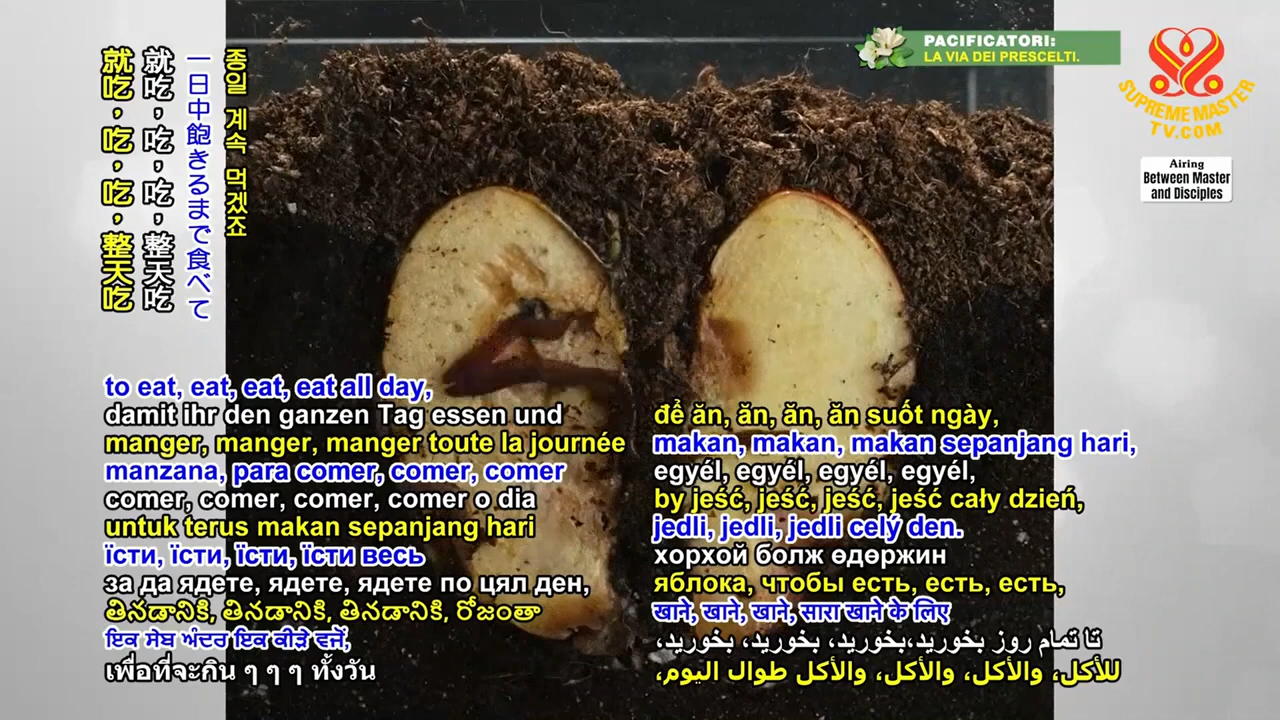 就吃，吃，吃，整天吃
就吃，吃，吃，整天吃
一日中飽きるまで食べて
종일 계속 먹겠죠
PACIFICATORI:
LA VIA DEI PRESCELTI.
SUPREME MASTER
TV.COM
Airing
Between Master
and Disciples
to eat, eat, eat, eat all day,
damit ihr den ganzen Tag essen und
manger, manger, manger toute la journée
manzana, para comer, comer, comer
comer, comer, comer, comer o dia
untuk terus makan sepanjang hari
їсти, їсти, їсти, їсти весь
за да ядете, ядете, ядете по цял ден,
తినడానికి, తినడానికి, తినడానికి, రోజంతా
ਇਕ ਸੇਬ ਅੰਦਰ ਇਕ ਕੀੜੇ ਵਜੋਂ,
เพื่อที่จะกิน ๆ ๆ ๆ ทั้งวัน
để ăn, ăn, ăn, ăn suốt ngày,
makan, makan, makan sepanjang hari,
egyél, egyél, egyél, egyél,
by jeść, jeść, jeść, jeść cały dzień,
jedli, jedli, jedli celý den.
хорхой болж өдөржин
яблока, чтобы есть, есть, есть,
खाने, खाने, खाने, सारा खाने के लिए
تا تمام روز بخورید،بخورید، بخورید، بخورید،
للأكل، والأكل، والأكل، والأكل طوال اليوم،